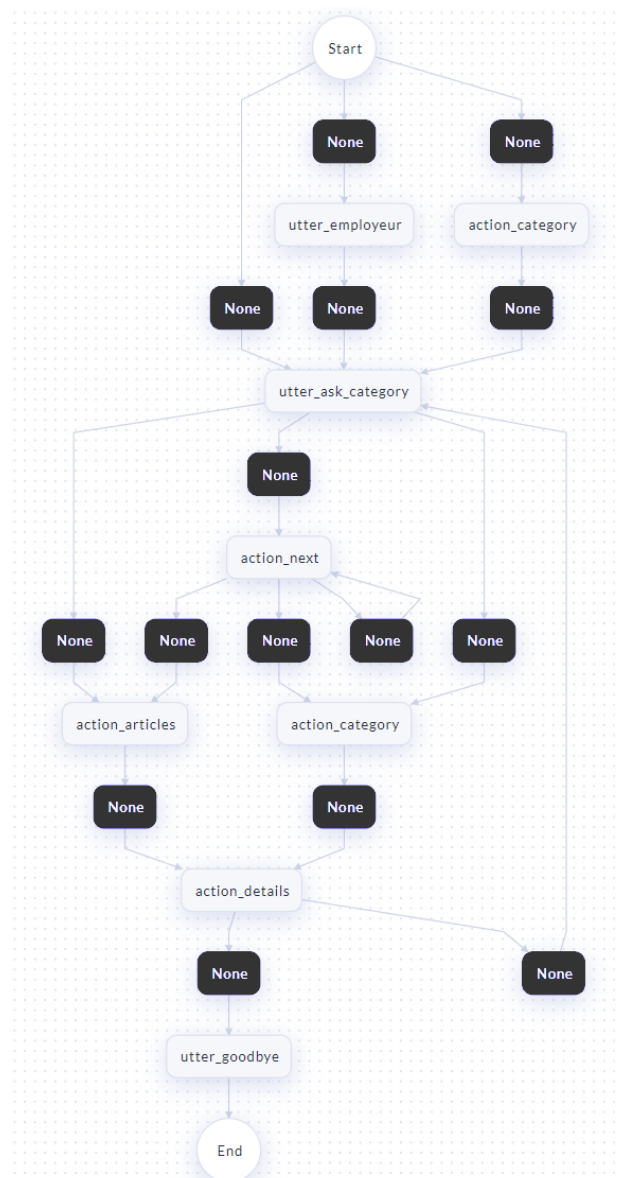 Start
None
None
utter_employeur
action_category
None
None
None
utter_ask_category
None
action_next
None
None
None
None
None
action_articles
action_category
None
None
action_details
None
None
utter_goodbye
End